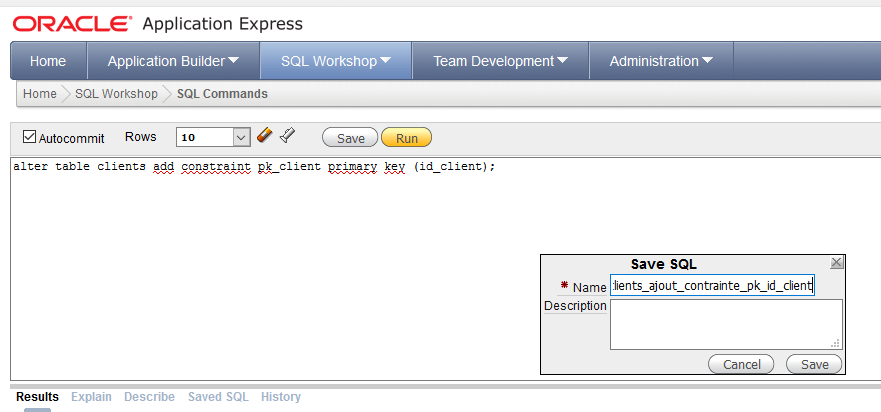 ORACLE® Application Express
Home Application Builder SQL Workshop Team Development Administration
Home SQL Workshop SQL Commands
Autocommit Rows 10 Save Run
alter table clients add constraint pk_client primary key (id_client);
Save SQL
* Name lients_ajout_contrainte_pk_id_client
Description
Cancel Save
Results Explain Describe Saved SQL History